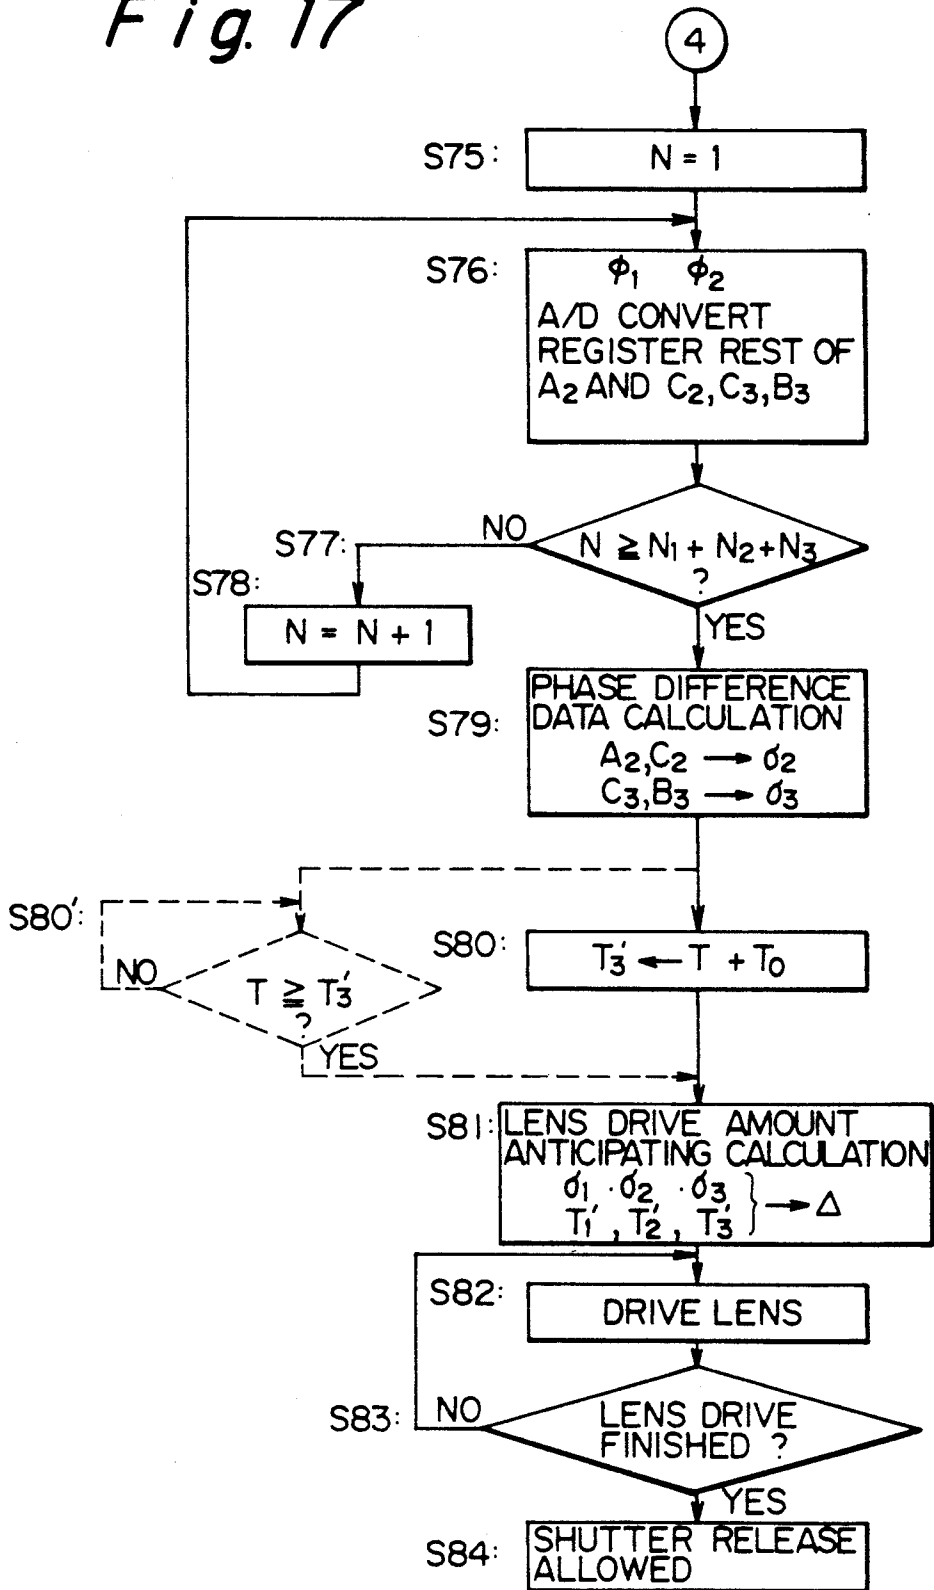 Fig. 17
4
S75:
N = 1
S76:
ϕ1 ϕ2
A/D CONVERT
REGISTER REST OF
A2 AND C2, C3, B3
S77:
NO
N ≧ N1 + N2 + N3
?
YES
S78:
N = N + 1
S79:
PHASE DIFFERENCE
DATA CALCULATION
A2, C2 → σ2
C3, B3 → σ3
S80':
NO
T ≧ T3'
?
YES
S80:
T3' ← T + T0
S81:
LENS DRIVE AMOUNT
ANTICIPATING CALCULATION
σ1 . σ2 . σ3
T1', T2', T3' } → Δ
S82:
DRIVE LENS
S83:
NO
LENS DRIVE
FINISHED ?
YES
S84:
SHUTTER RELEASE
ALLOWED